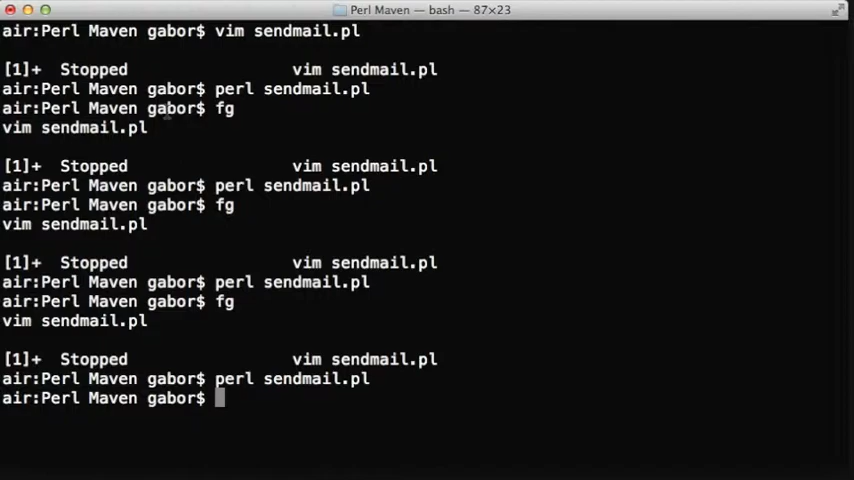 Perl Maven — bash — 87×23
air:Perl Maven gabor$ vim sendmail.pl
[1]+  Stopped                 vim sendmail.pl
air:Perl Maven gabor$ perl sendmail.pl
air:Perl Maven gabor$ fg
vim sendmail.pl
[1]+  Stopped                 vim sendmail.pl
air:Perl Maven gabor$ perl sendmail.pl
air:Perl Maven gabor$ fg
vim sendmail.pl
[1]+  Stopped                 vim sendmail.pl
air:Perl Maven gabor$ perl sendmail.pl
air:Perl Maven gabor$ fg
vim sendmail.pl
[1]+  Stopped                 vim sendmail.pl
air:Perl Maven gabor$ perl sendmail.pl
air:Perl Maven gabor$